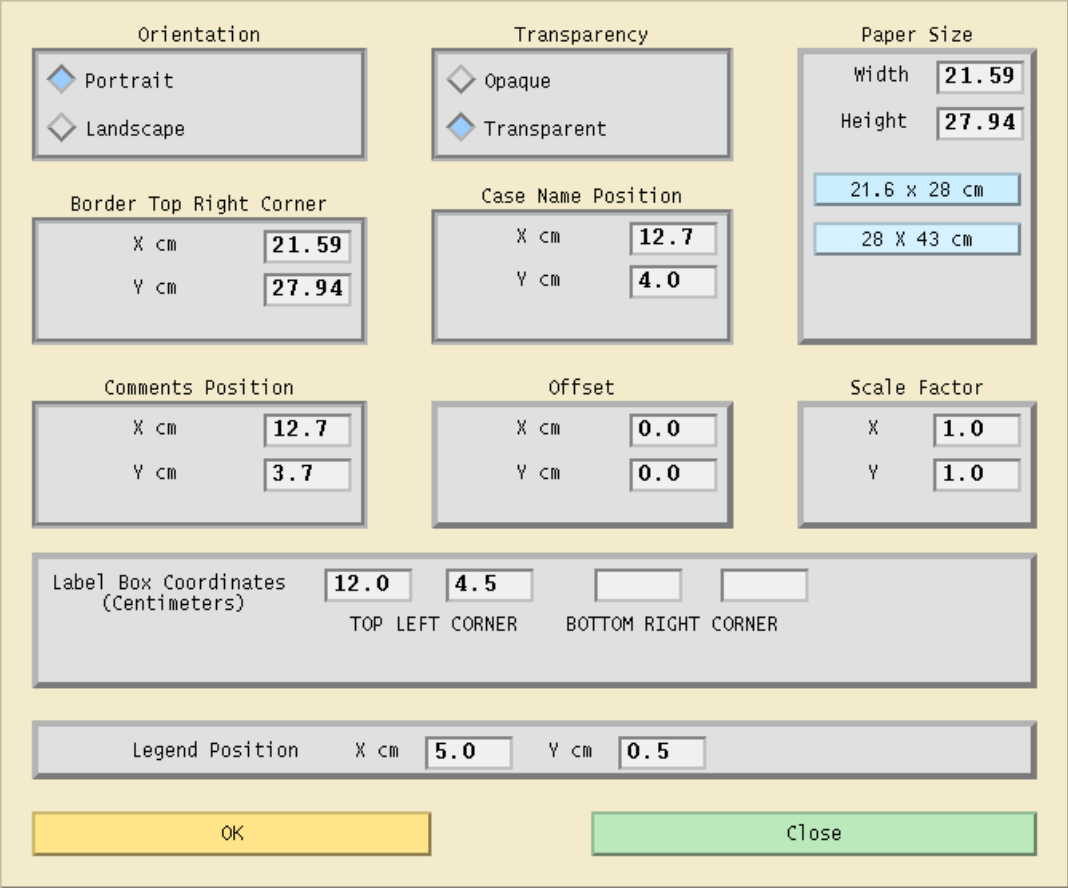 Orientation
Transparency
Paper Size
Portrait
Landscape
Opaque
Transparent
Width 21.59
Height 27.94
21.6 x 28 cm
28 X 43 cm
Border Top Right Corner
X cm 21.59
Y cm 27.94
Case Name Position
X cm 12.7
Y cm 4.0
Comments Position
X cm 12.7
Y cm 3.7
Offset
X cm 0.0
Y cm 0.0
Scale Factor
X 1.0
Y 1.0
Label Box Coordinates 12.0 4.5
(Centimeters)
TOP LEFT CORNER BOTTOM RIGHT CORNER
Legend Position X cm 5.0 Y cm 0.5
OK Close